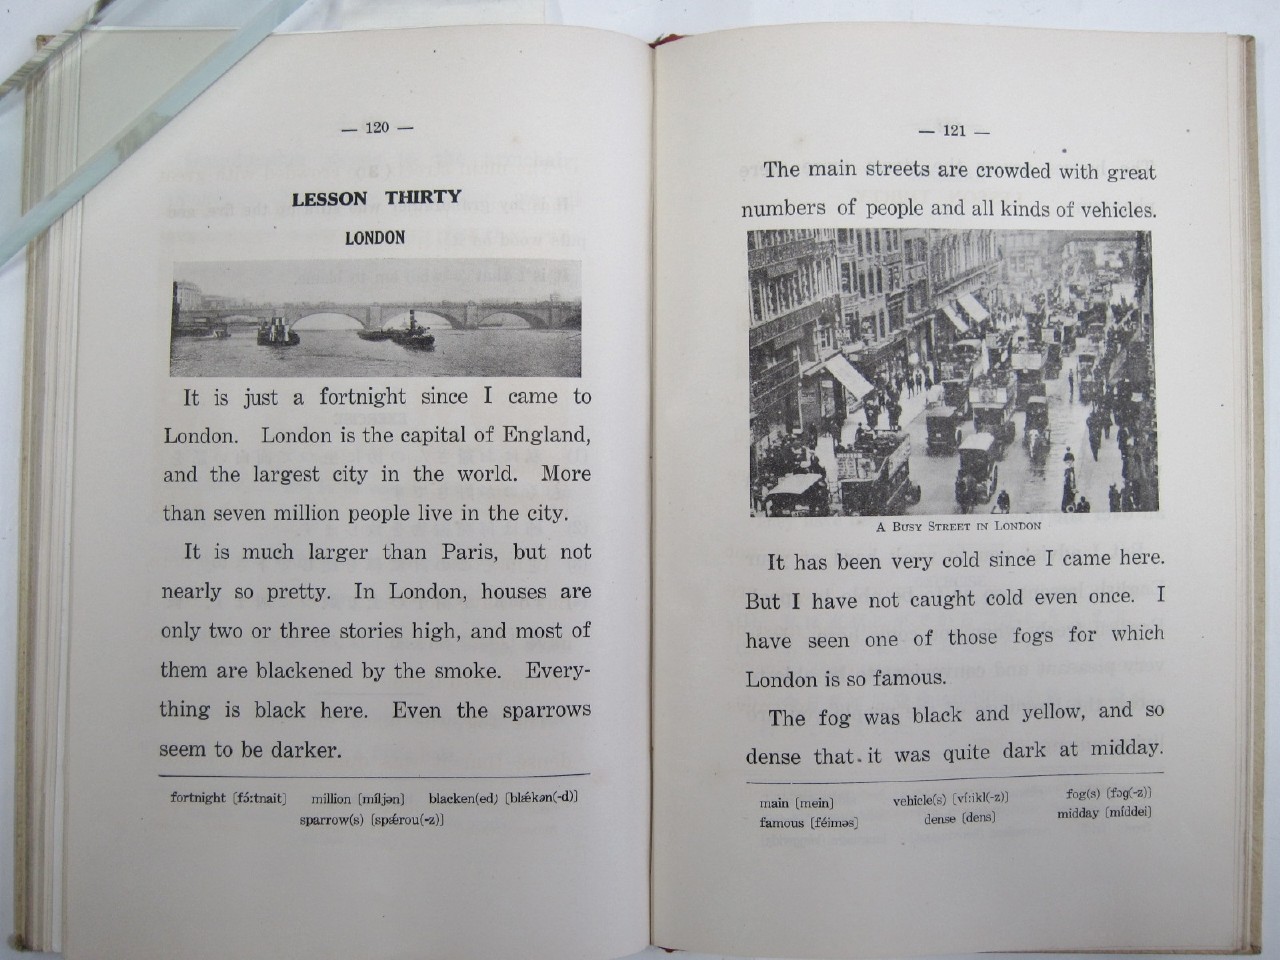 — 120 —
LESSON THIRTY
LONDON
It is just a fortnight since I came to
London. London is the capital of England,
and the largest city in the world. More
than seven million people live in the city.
It is much larger than Paris, but not
nearly so pretty. In London, houses are
only two or three stories high, and most of
them are blackened by the smoke. Every-
thing is black here. Even the sparrows
seem to be darker.
fortnight [fɔ́ːtnait] million [míljən] blacken(ed) [blǽkən(-d)]
sparrow(s) [spǽrou(-z)]
— 121 —
The main streets are crowded with great
numbers of people and all kinds of vehicles.
A BUSY STREET IN LONDON
It has been very cold since I came here.
But I have not caught cold even once. I
have seen one of those fogs for which
London is so famous.
The fog was black and yellow, and so
dense that it was quite dark at midday.
main [mein] vehicle(s) [víːikl(-z)] fog(s) [fɔg(-z)]
famous [féiməs] dense [dens] midday [míddei]